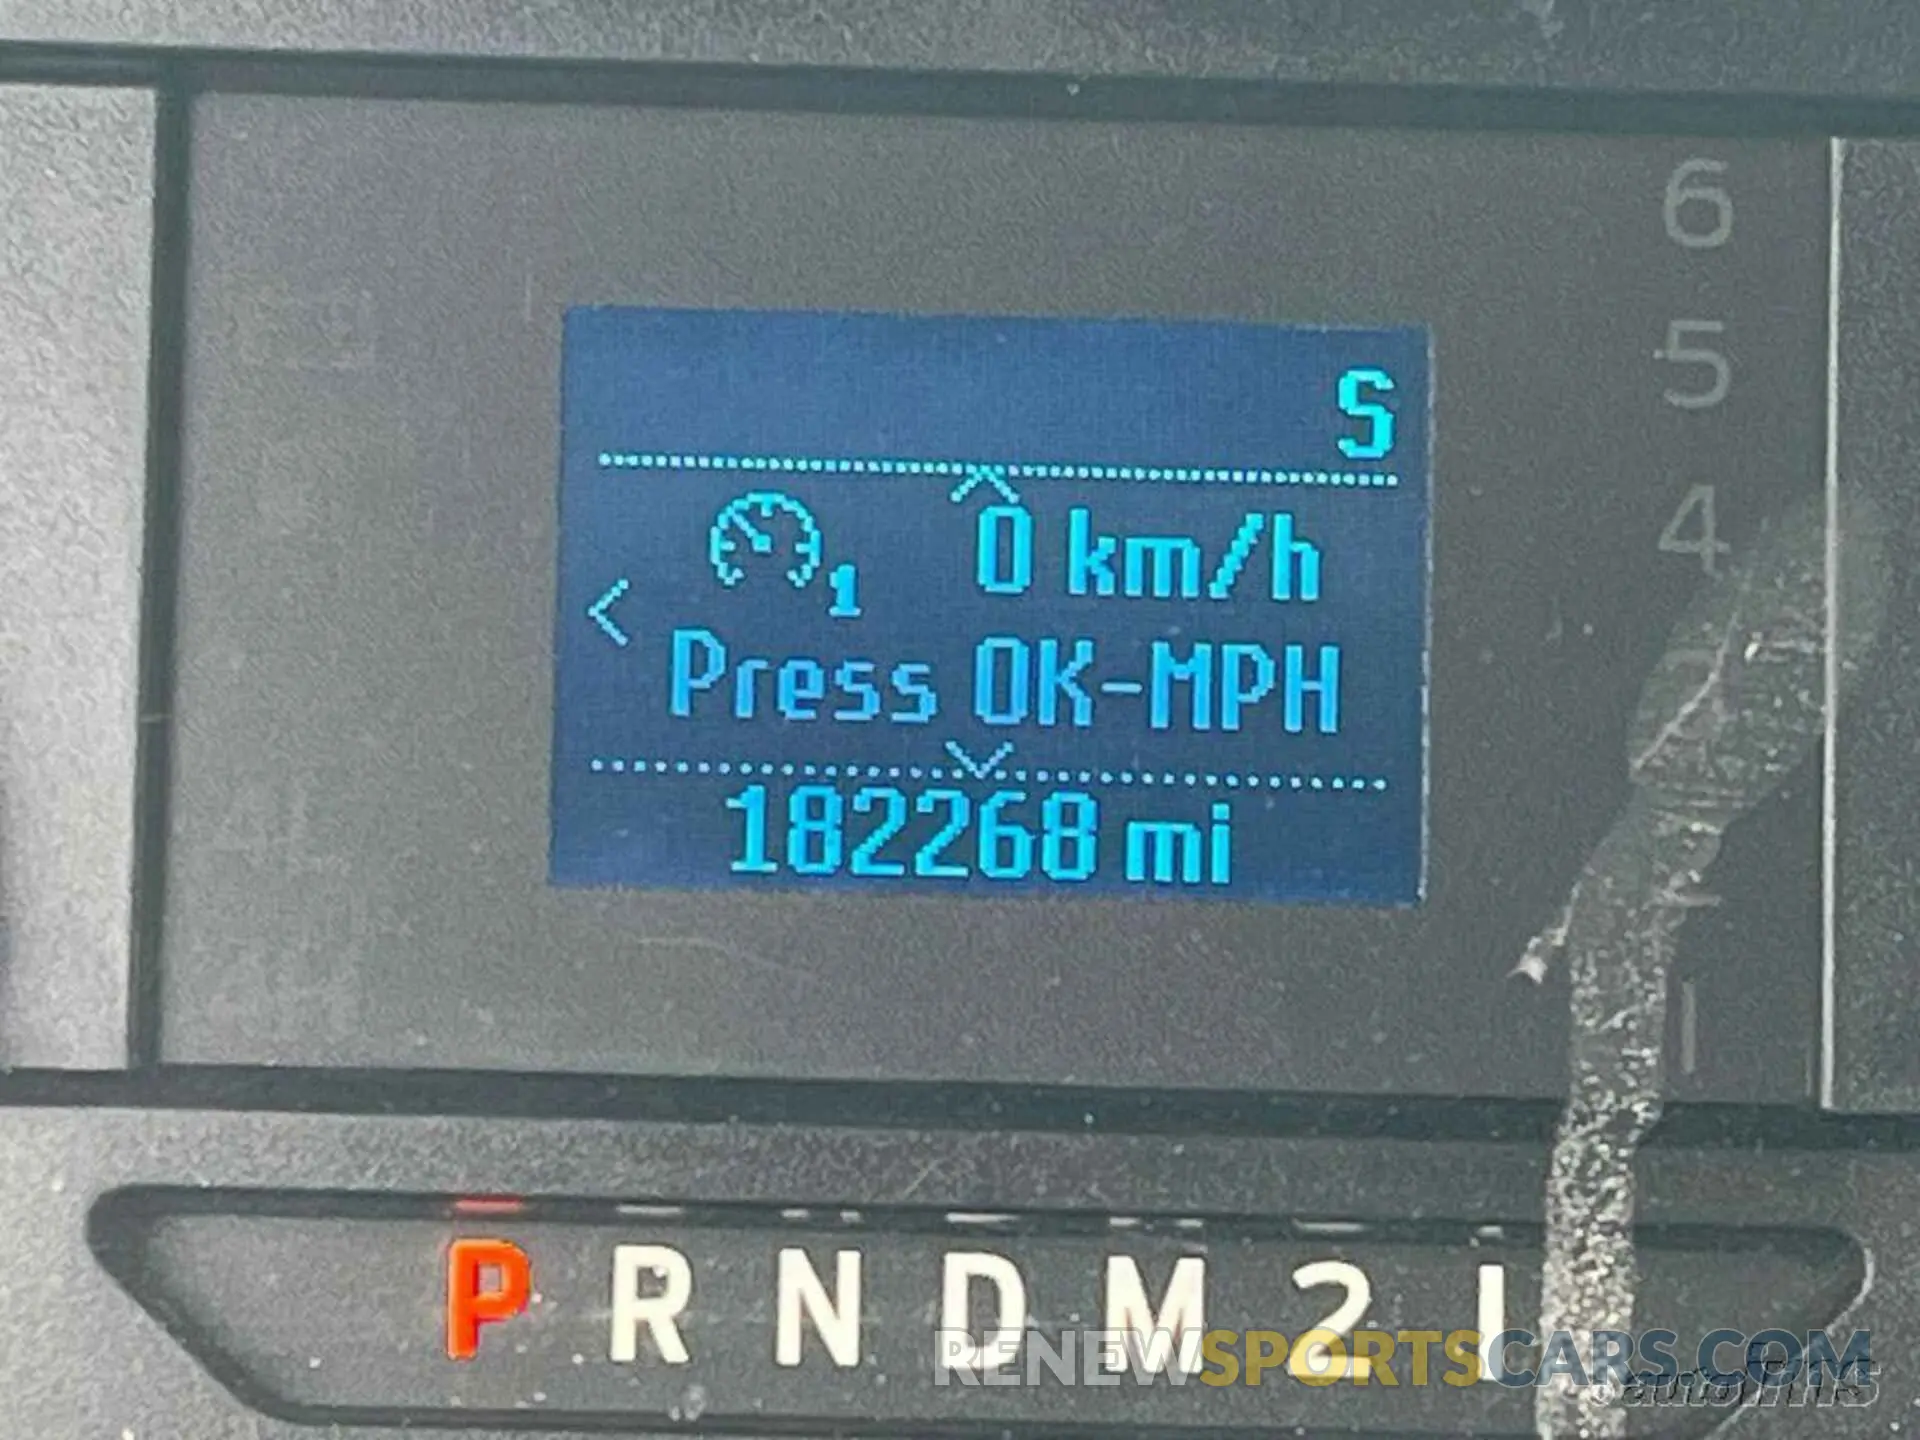 6
5
S
4
0 km/h
1
Press OK-MPH
182268 mi
1
P R N D M 2 1
RENEWSPORTSCARS.COM